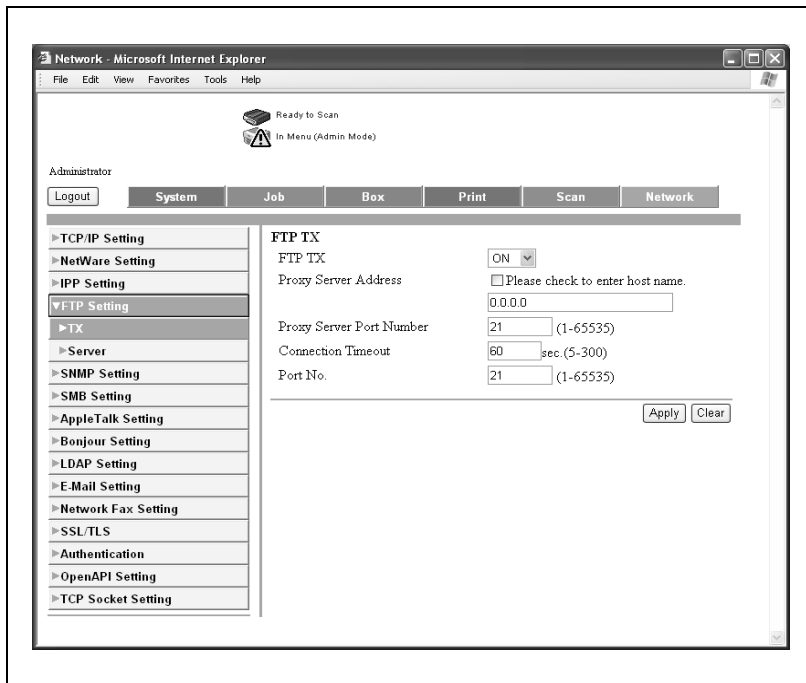 Network - Microsoft Internet Explorer
File Edit View Favorites Tools Help
Ready to Scan
In Menu (Admin Mode)
Administrator
Logout System Job Box Print Scan Network
TCP/IP Setting
NetWare Setting
IPP Setting
FTP Setting
TX
Server
SNMP Setting
SMB Setting
AppleTalk Setting
Bonjour Setting
LDAP Setting
E-Mail Setting
Network Fax Setting
SSL/TLS
Authentication
OpenAPI Setting
TCP Socket Setting
FTP TX
FTP TX ON
Proxy Server Address Please check to enter host name.
0.0.0.0
Proxy Server Port Number 21 (1-65535)
Connection Timeout 60 sec.(5-300)
Port No. 21 (1-65535)
Apply Clear